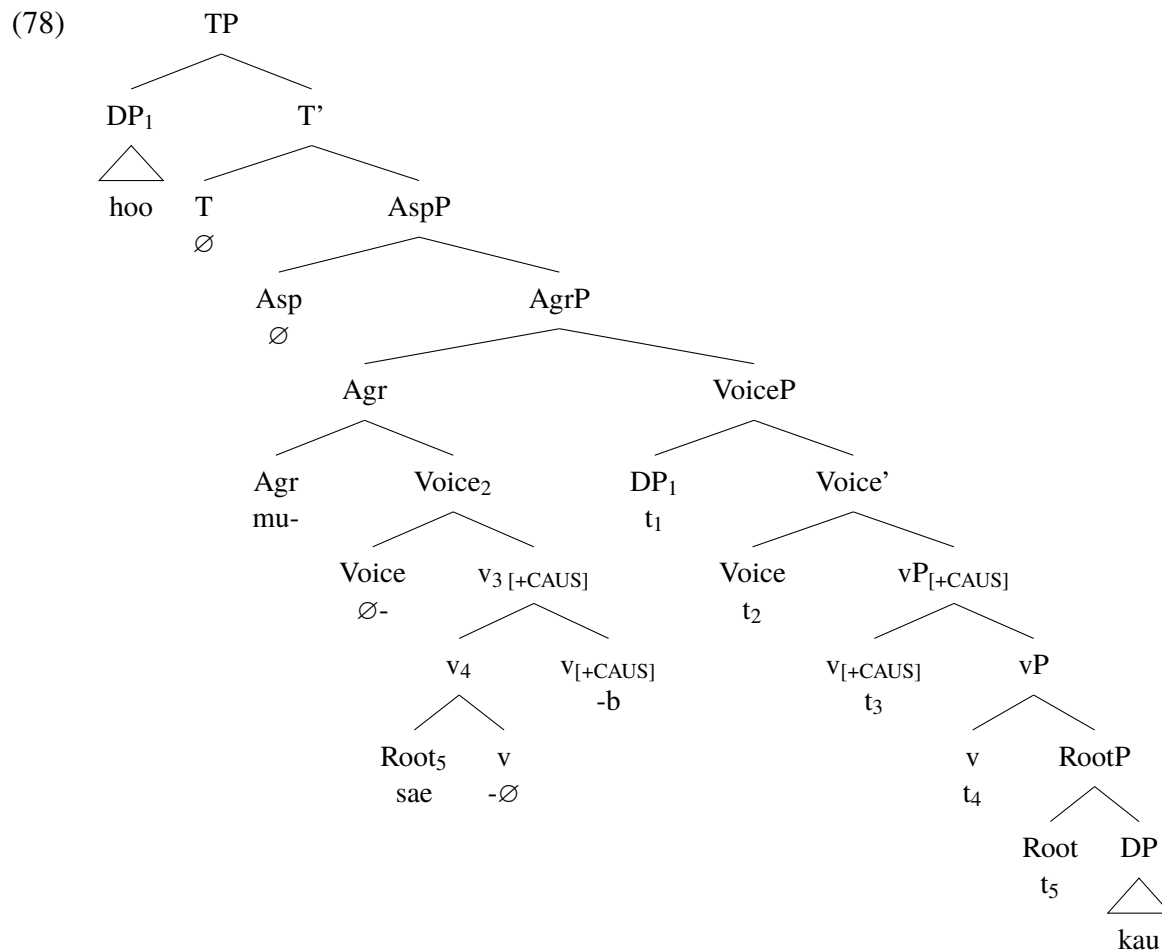 (78) TP
DP₁ T’
hoo T AspP
∅
Asp AgrP
∅
Agr VoiceP
Agr Voice₂ DP₁ Voice’
mu- t₁
Voice v₃ [+CAUS] Voice vP[+CAUS]
∅- t₂
v₄ v[+CAUS] v[+CAUS] vP
-b t₃
Root₅ v v RootP
sae -∅ t₄
Root DP
t₅
kau